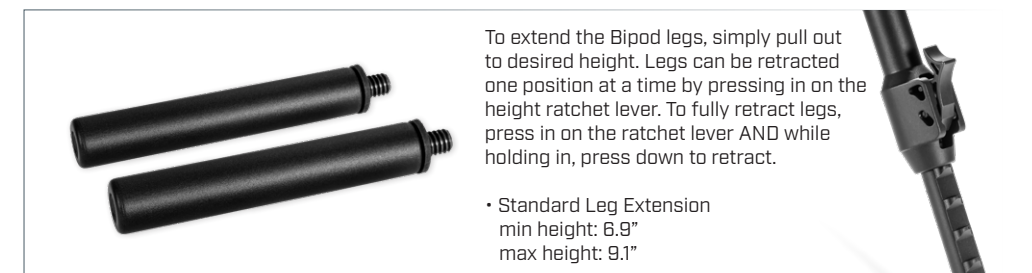 To extend the Bipod legs, simply pull out
to desired height. Legs can be retracted
one position at a time by pressing in on the
height ratchet lever. To fully retract legs,
press in on the ratchet lever AND while
holding in, press down to retract.
• Standard Leg Extension
min height: 6.9”
max height: 9.1”